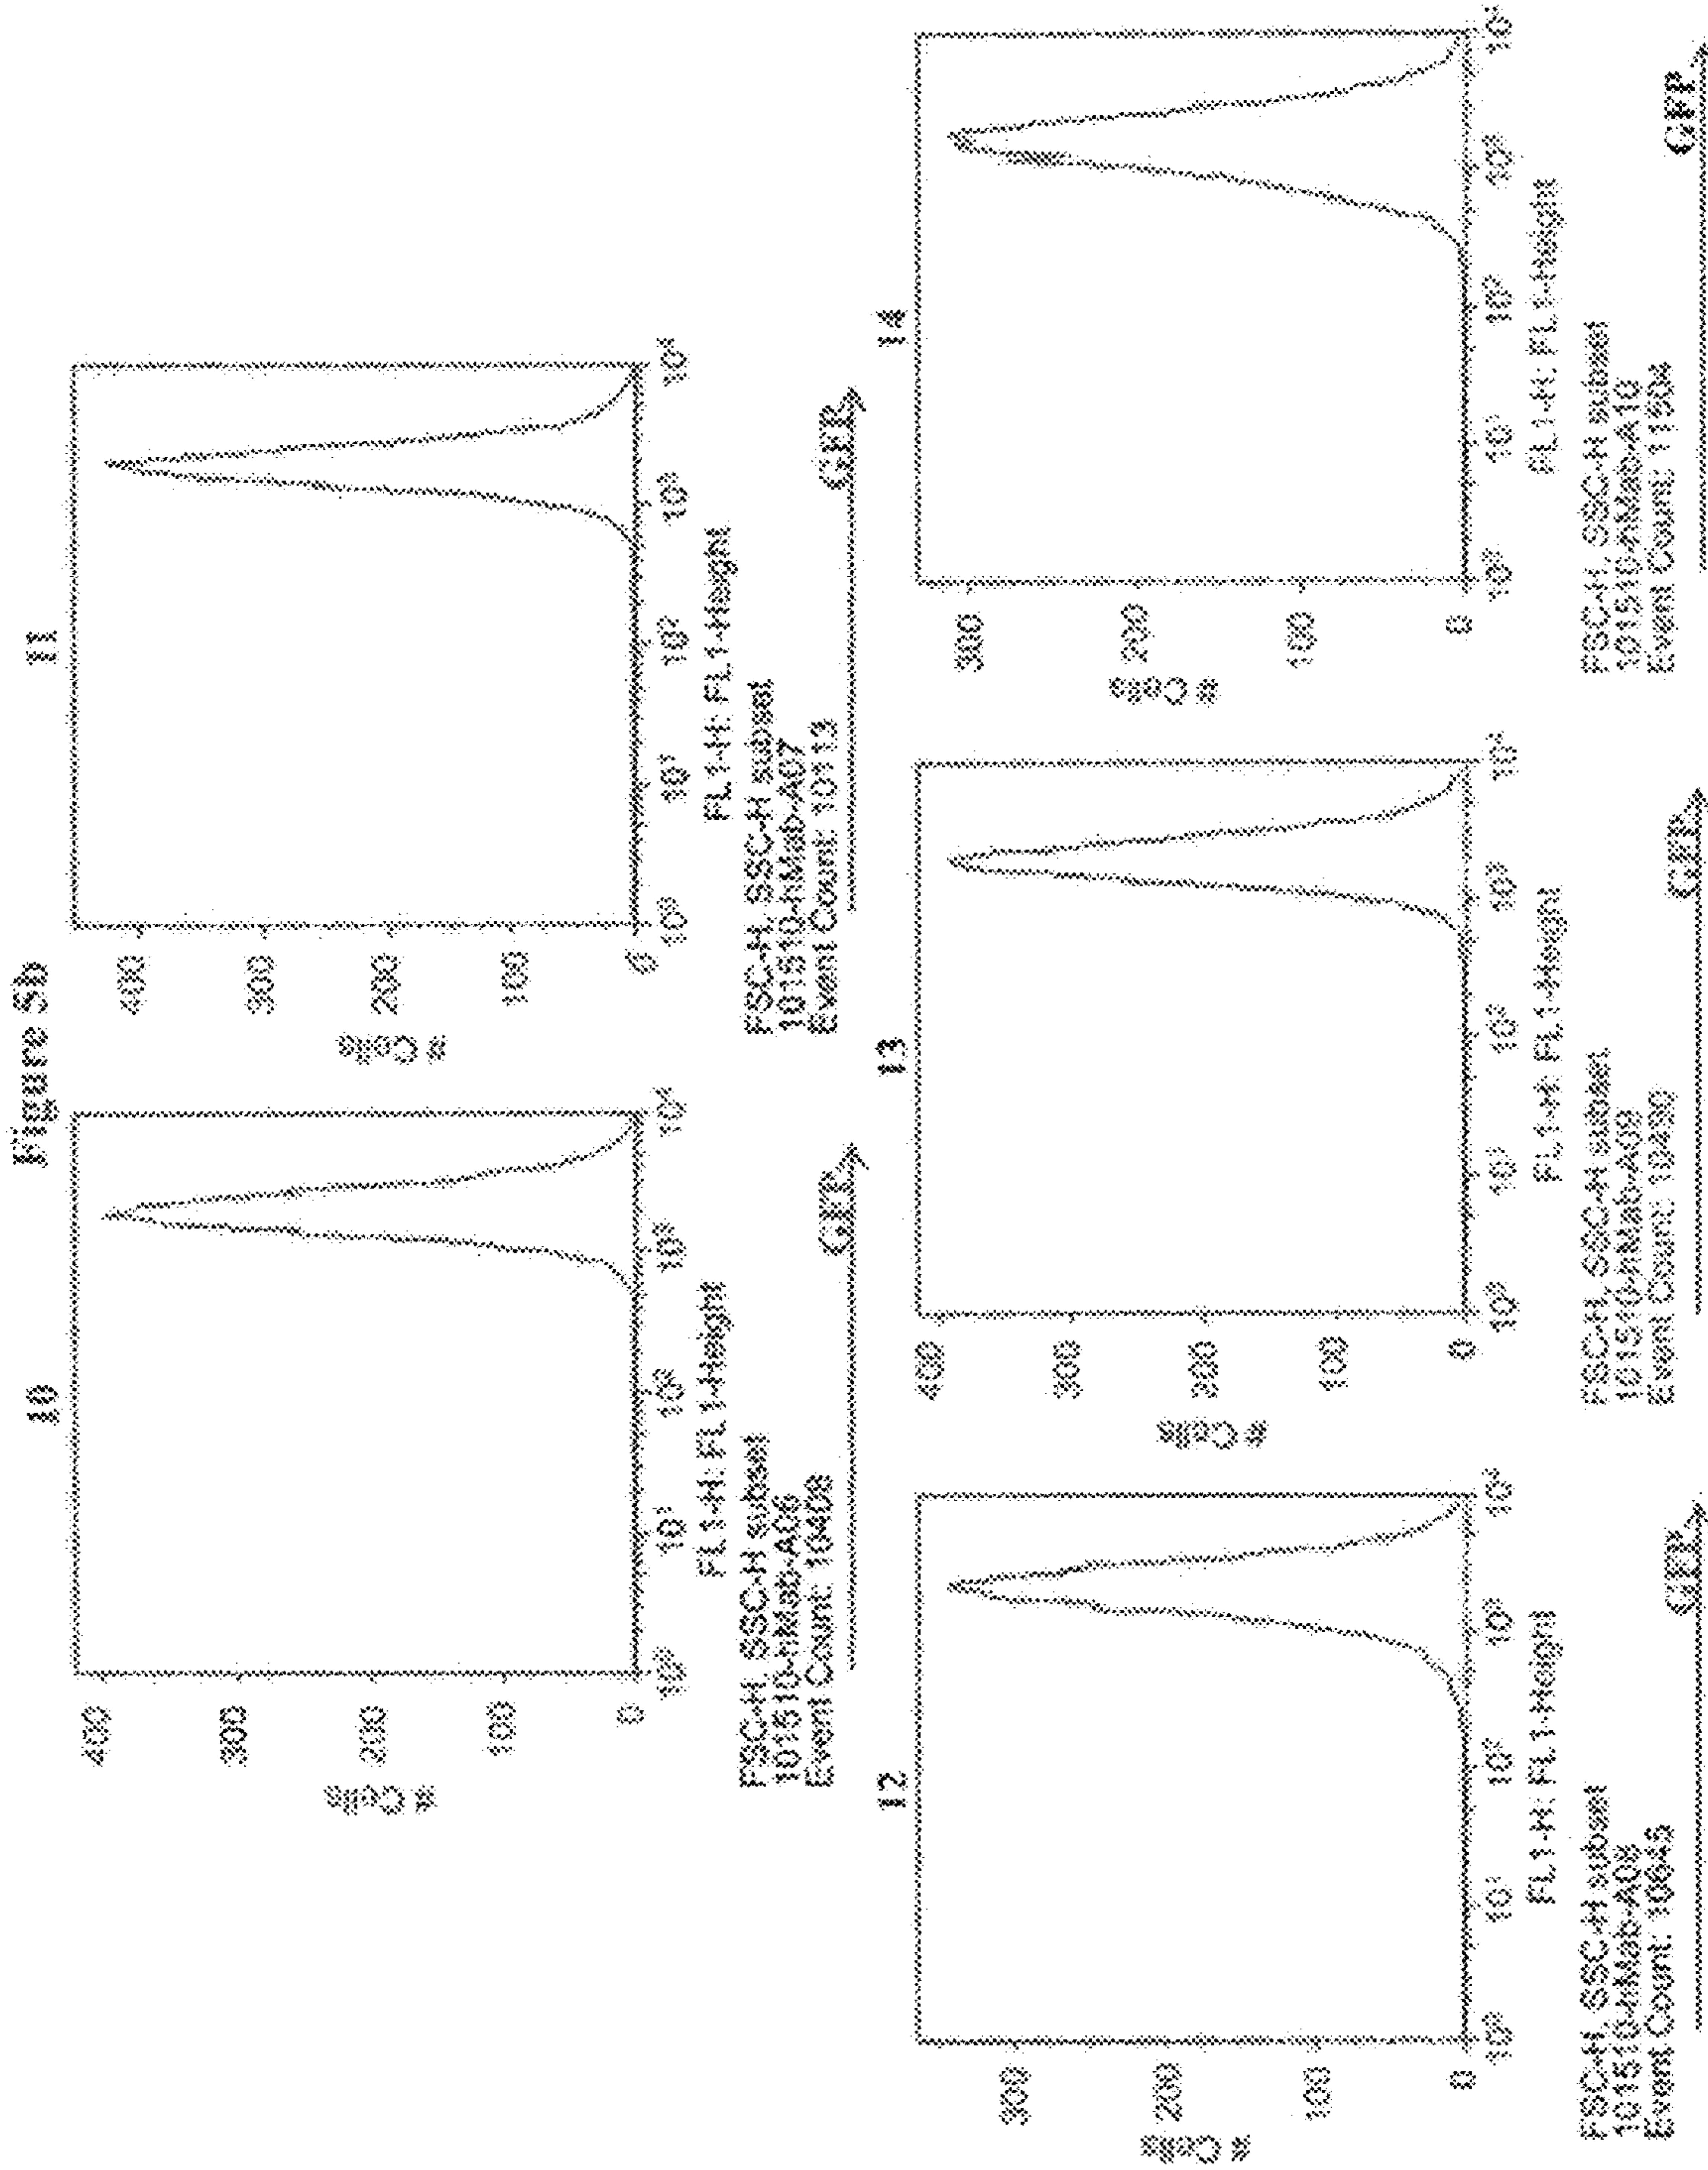 Figure 5b
10
# Cells
400
300
200
100
0
10⁰ 10¹ 10² 10³ 10⁴
FL1-H: FL1-Height
FSC-H, SSC-H subset
101510-hMab-A06
Event Count: 10408
GFP
11
# Cells
400
300
200
100
0
10⁰ 10¹ 10² 10³ 10⁴
FL1-H: FL1-Height
FSC-H, SSC-H subset
101510-hMab-A07
Event Count: 10113
GFP
12
# Cells
300
200
100
0
10⁰ 10¹ 10² 10³ 10⁴
FL1-H: FL1-Height
FSC-H, SSC-H subset
101510-hMab-A08
Event Count:
GFP
13
# Cells
400
300
200
100
0
10⁰ 10¹ 10² 10³ 10⁴
FL1-H: FL1-Height
FSC-H, SSC-H subset
101510-hMab-A09
Event Count: 10490
GFP
14
# Cells
300
200
100
0
10⁰ 10¹ 10² 10³ 10⁴
FL1-H: FL1-Height
FSC-H, SSC-H subset
101510-hMab-A10
Event Count: 11504
GFP